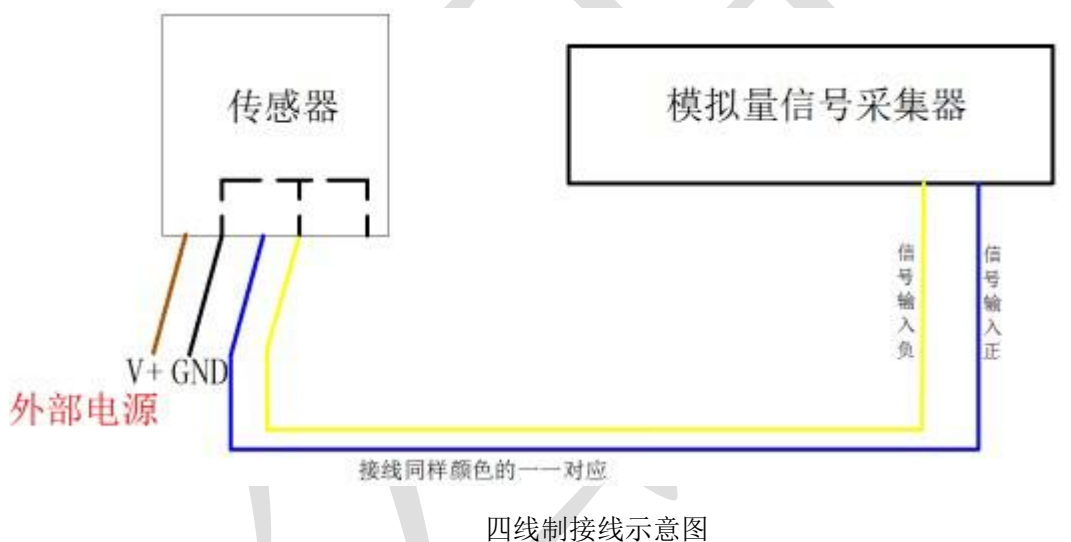 传感器
模拟量信号采集器
信号输入负
信号输入正
V+ GND
外部电源
接线同样颜色的一一对应
四线制接线示意图